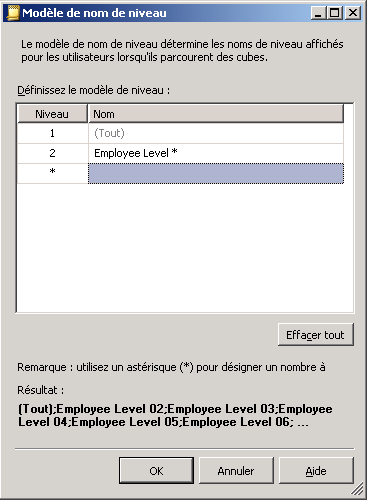 Modèle de nom de niveau
Le modèle de nom de niveau détermine les noms de niveau affichés
pour les utilisateurs lorsqu'ils parcourent des cubes.
Définissez le modèle de niveau :
Niveau Nom
1 (Tout)
2 Employee Level *
*
Effacer tout
Remarque : utilisez un astérisque (*) pour désigner un nombre à
Résultat :
(Tout);Employee Level 02;Employee Level 03;Employee
Level 04;Employee Level 05;Employee Level 06; ...
OK Annuler Aide